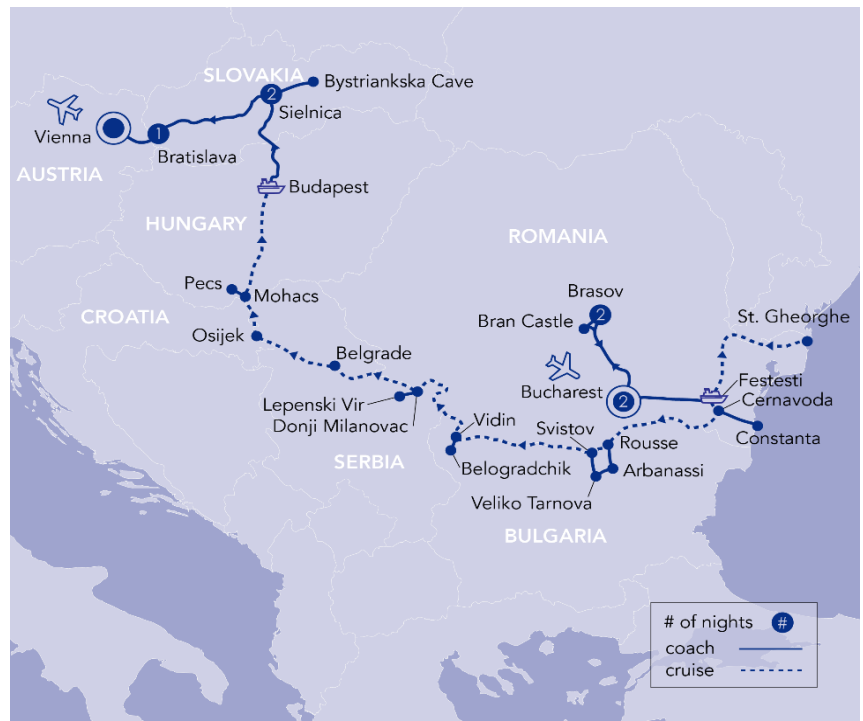 SLOVAKIA
Bystriankska Cave
2
Sielnica
Vienna
1
Bratislava
AUSTRIA
Budapest
HUNGARY
ROMANIA
Pecs
Mohacs
Brasov
2
St. Gheorghe
CROATIA
Bran Castle
Osijek
Belgrade
Bucharest
2
Festesti
Cernavoda
Lepenski Vir
Donji Milanovac
Vidin
Svistov
Rousse
Constanta
SERBIA
Belogradchik
Arbanassi
Veliko Tarnova
BULGARIA
# of nights #
coach
cruise